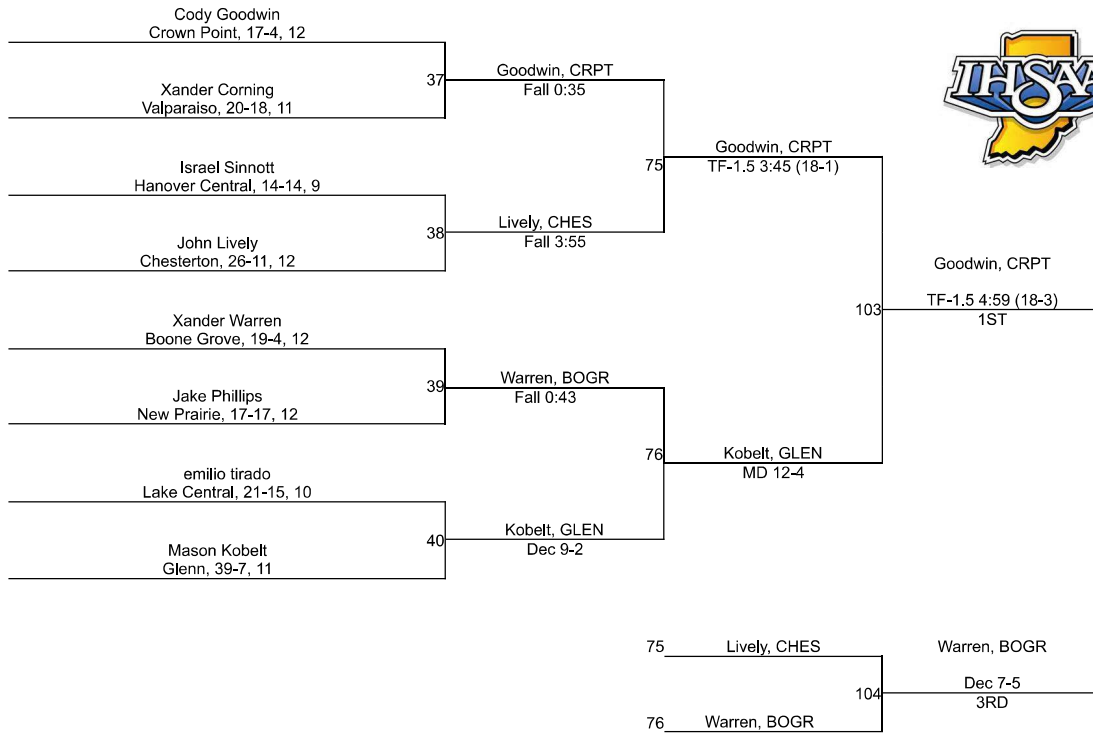 Cody Goodwin
Crown Point, 17-4, 12
Xander Corning
Valparaiso, 20-18, 11
Israel Sinnott
Hanover Central, 14-14, 9
John Lively
Chesterton, 26-11, 12
Xander Warren
Boone Grove, 19-4, 12
Jake Phillips
New Prairie, 17-17, 12
emilio tirado
Lake Central, 21-15, 10
Mason Kobelt
Glenn, 39-7, 11
37
Goodwin, CRPT
Fall 0:35
38
Lively, CHES
Fall 3:55
39
Warren, BOGR
Fall 0:43
40
Kobelt, GLEN
Dec 9-2
75
Goodwin, CRPT
TF-1.5 3:45 (18-1)
76
Kobelt, GLEN
MD 12-4
IHSAA
103
Goodwin, CRPT
TF-1.5 4:59 (18-3)
1ST
75
Lively, CHES
76
Warren, BOGR
104
Warren, BOGR
Dec 7-5
3RD